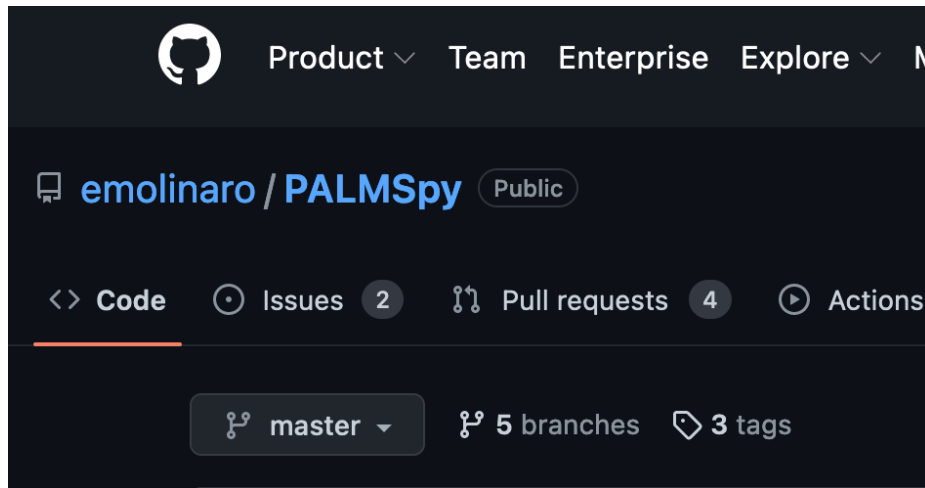 Product Team Enterprise Explore
emolinaro / PALMSpy Public
<> Code Issues 2 Pull requests 4 Actions
master 5 branches 3 tags